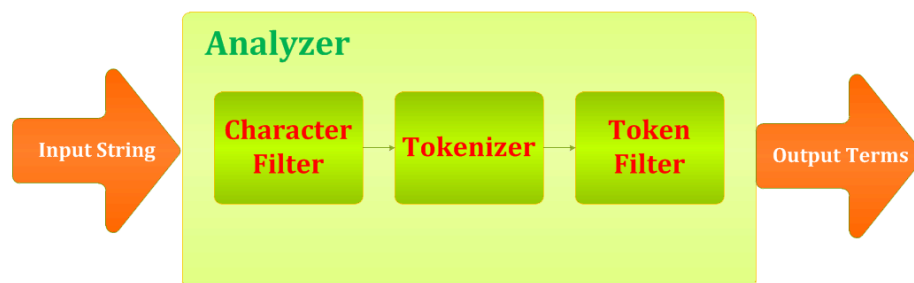 Analyzer
Input String
Character
Filter
Tokenizer
Token
Filter
Output Terms